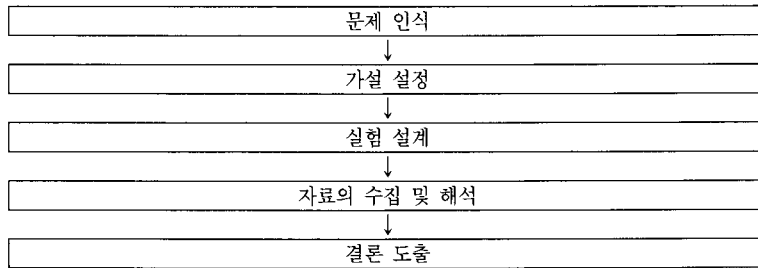 문제 인식
가설 설정
실험 설계
자료의 수집 및 해석
결론 도출